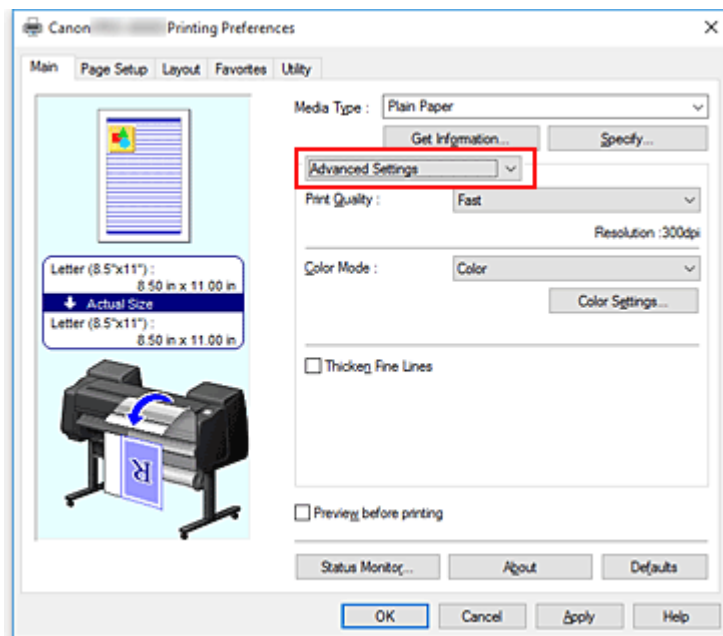 Canon Printing Preferences
Main Page Setup Layout Favorites Utility
Media Type : Plain Paper
Get Information... Specify...
Advanced Settings
Print Quality : Fast
Resolution :300dpi
Color Mode : Color
Color Settings...
Thicken Fine Lines
Letter (8.5"x11") :
8.50 in x 11.00 in
Actual Size
Letter (8.5"x11") :
8.50 in x 11.00 in
R
Preview before printing
Status Monitor... About Defaults
OK Cancel Apply Help